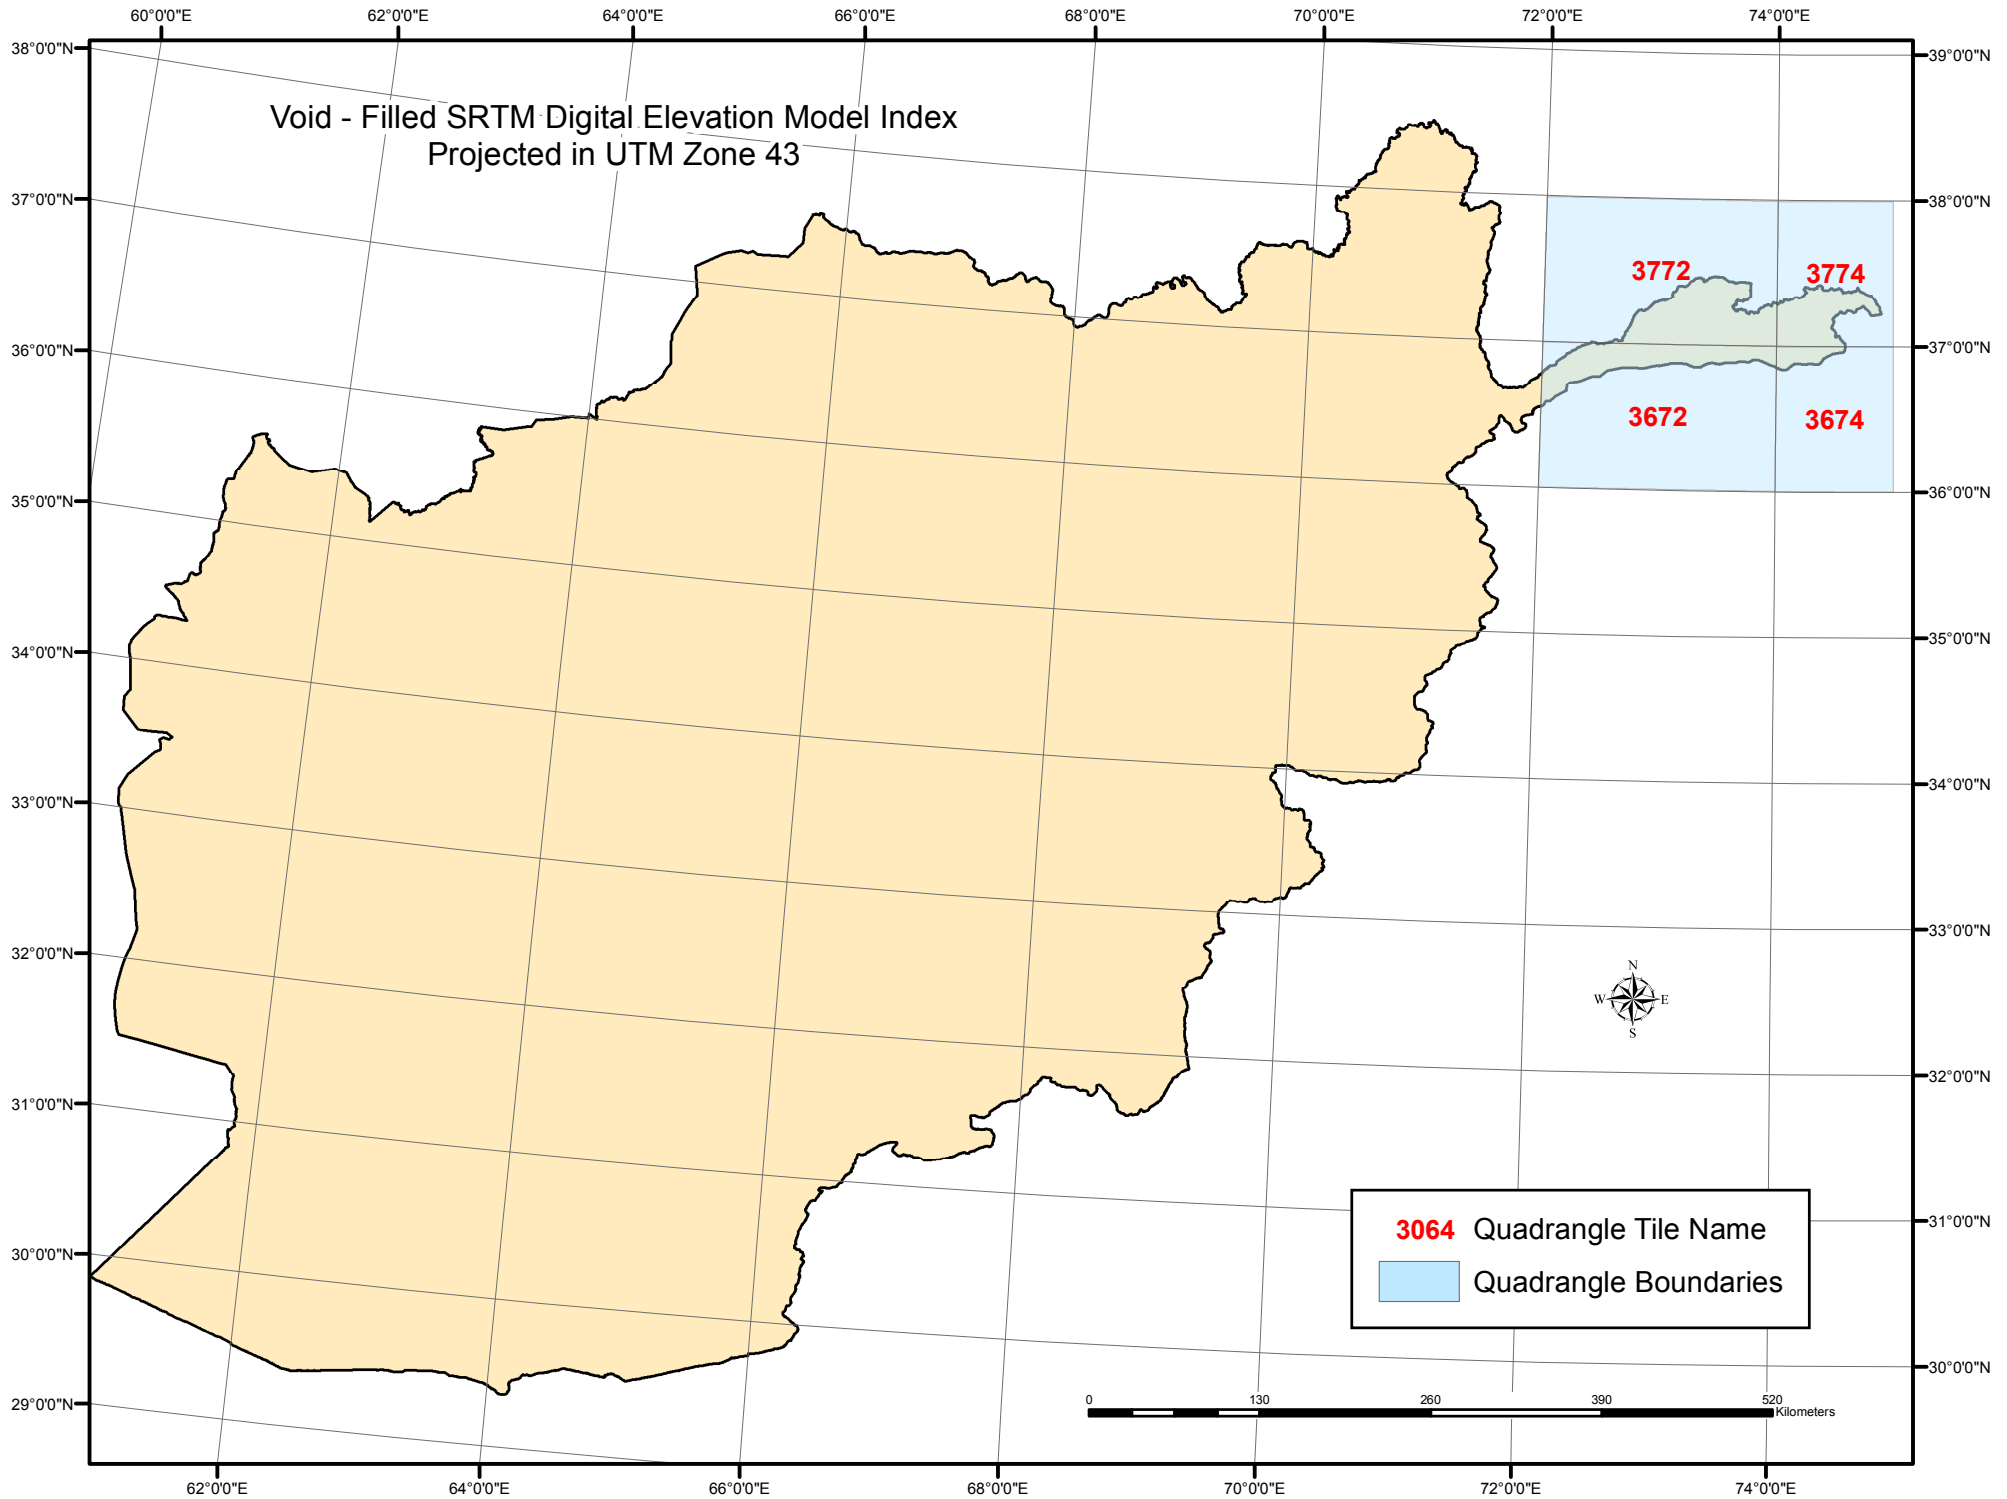 60°0'0"E 62°0'0"E 64°0'0"E 66°0'0"E 68°0'0"E 70°0'0"E 72°0'0"E 74°0'0"E
38°0'0"N
39°0'0"N
Void - Filled SRTM Digital Elevation Model Index
Projected in UTM Zone 43
37°0'0"N
38°0'0"N
3772
3774
36°0'0"N
37°0'0"N
3672
3674
35°0'0"N
36°0'0"N
34°0'0"N
35°0'0"N
33°0'0"N
34°0'0"N
32°0'0"N
33°0'0"N
N
W E
S
31°0'0"N
32°0'0"N
30°0'0"N
31°0'0"N
3064 Quadrangle Tile Name
Quadrangle Boundaries
29°0'0"N
30°0'0"N
0 130 260 390 520
Kilometers
62°0'0"E 64°0'0"E 66°0'0"E 68°0'0"E 70°0'0"E 72°0'0"E 74°0'0"E